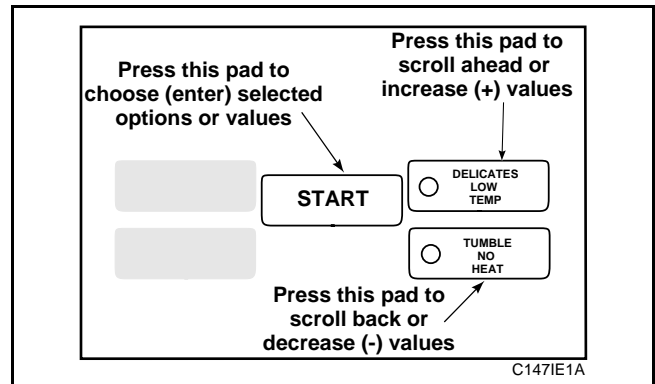 Press this pad to
choose (enter) selected
options or values
Press this pad to
scroll ahead or
increase (+) values
START
DELICATES
LOW
TEMP
TUMBLE
NO
HEAT
Press this pad to
scroll back or
decrease (-) values
C147IE1A